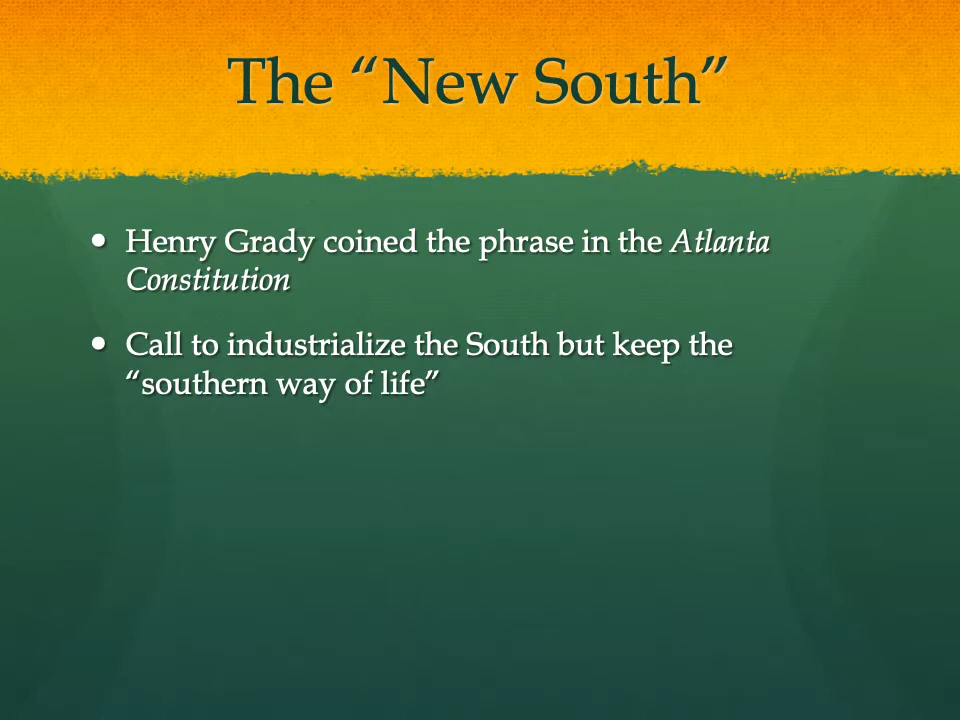 The “New South”
• Henry Grady coined the phrase in the Atlanta
Constitution
• Call to industrialize the South but keep the
“southern way of life”